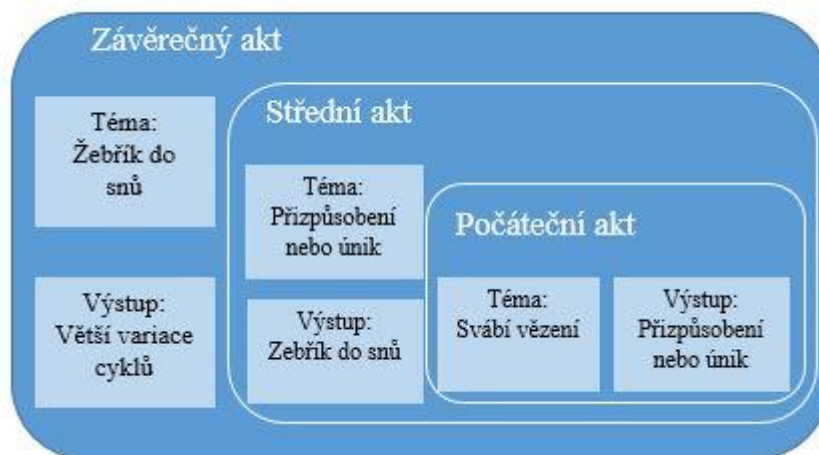 Závěrečný akt
Téma:
Žebřík do
snů
Výstup:
Větší variace
cyklů
Střední akt
Téma:
Přizpůsobení
nebo únik
Výstup:
Zebřík do snů
Počáteční akt
Téma:
Svábí vězení
Výstup:
Přizpůsobení
nebo únik